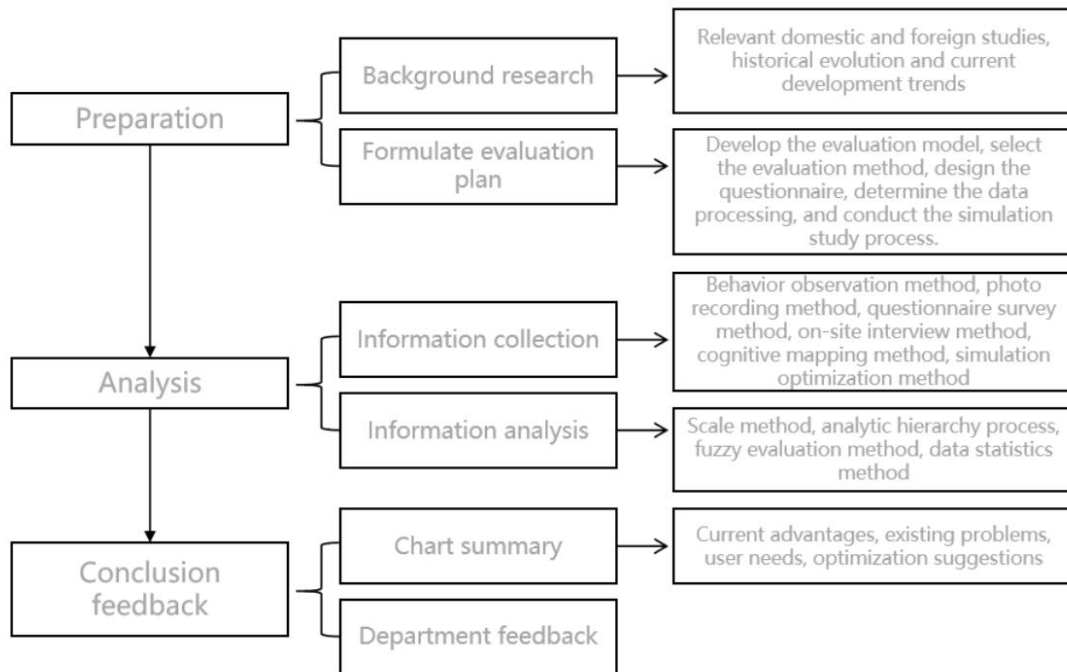 Preparation
Background research
Relevant domestic and foreign studies,
historical evolution and current
development trends
Formulate evaluation
plan
Develop the evaluation model, select
the evaluation method, design the
questionnaire, determine the data
processing, and conduct the simulation
study process.
Analysis
Information collection
Behavior observation method, photo
recording method, questionnaire survey
method, on-site interview method,
cognitive mapping method, simulation
optimization method
Information analysis
Scale method, analytic hierarchy process,
fuzzy evaluation method, data statistics
method
Conclusion
feedback
Chart summary
Current advantages, existing problems,
user needs, optimization suggestions
Department feedback